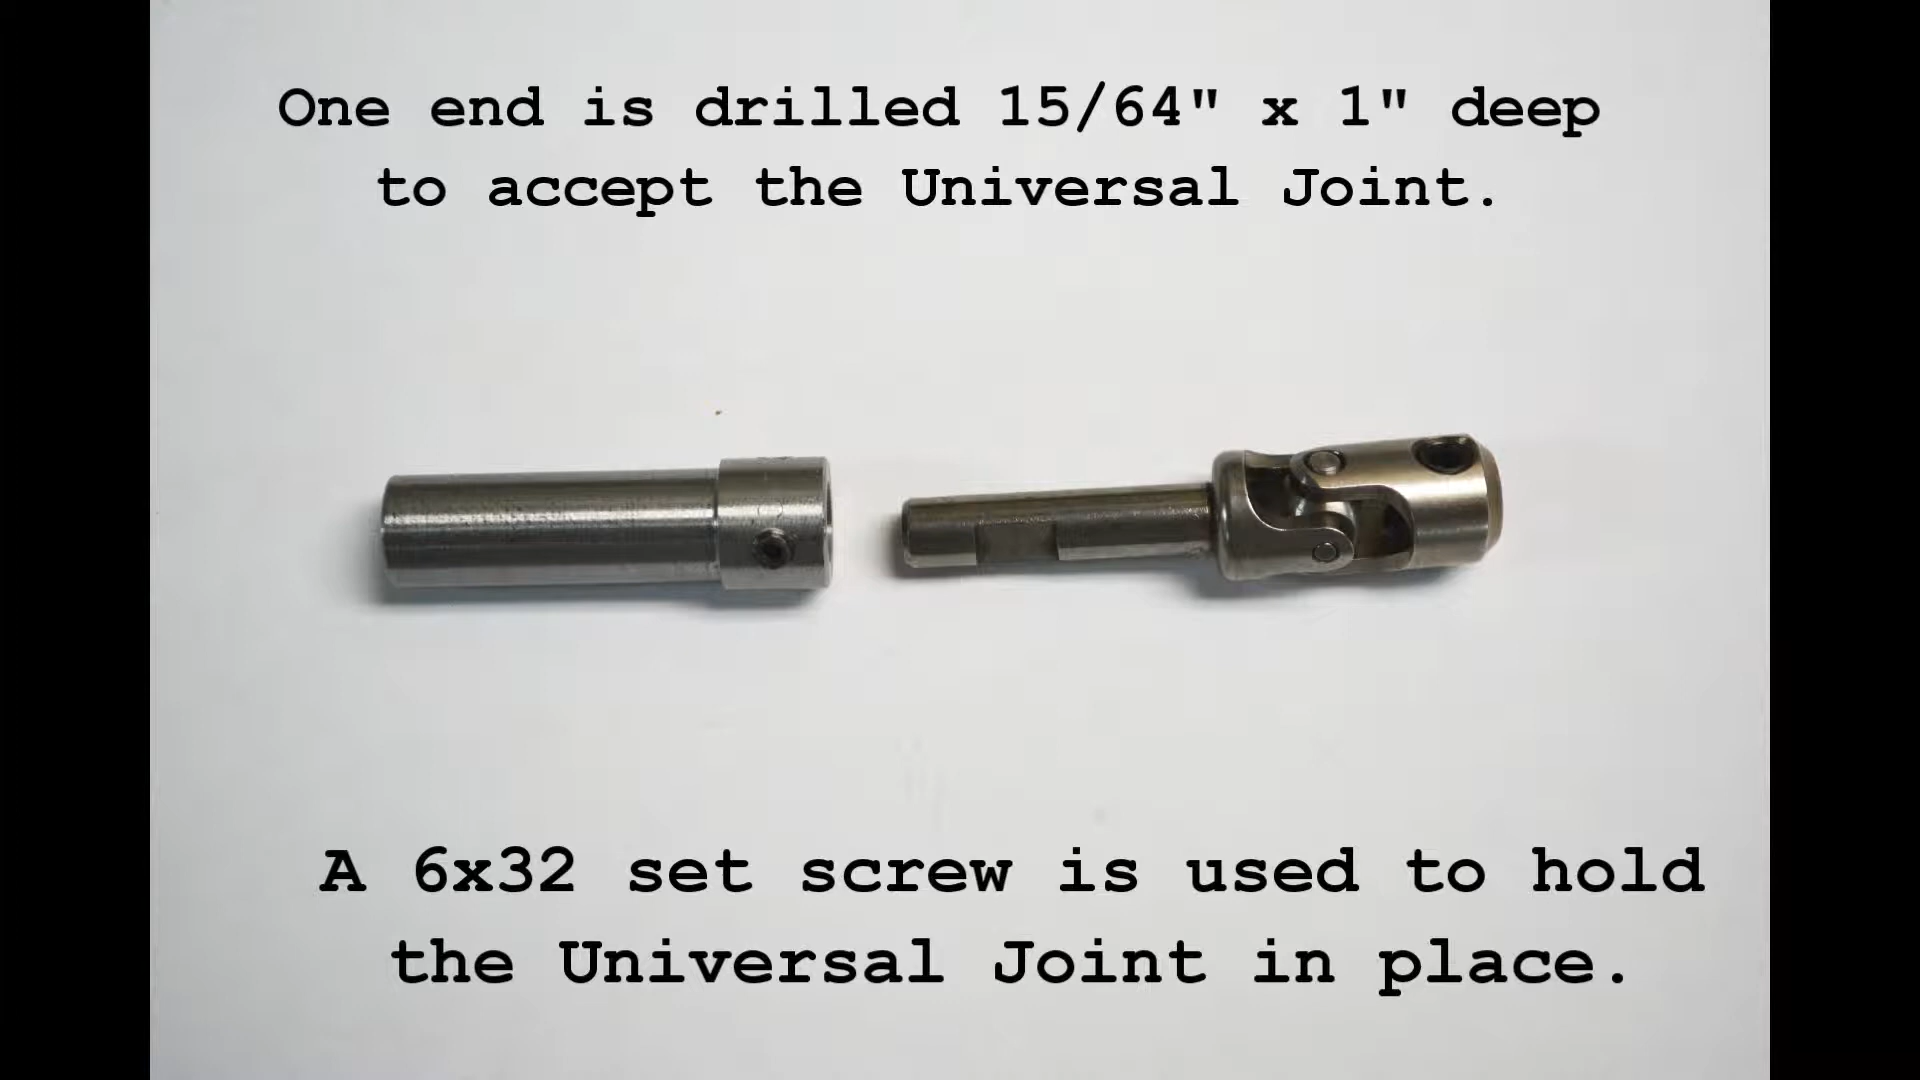 One end is drilled 15/64" x 1" deep
to accept the Universal Joint.
A 6x32 set screw is used to hold
the Universal Joint in place.